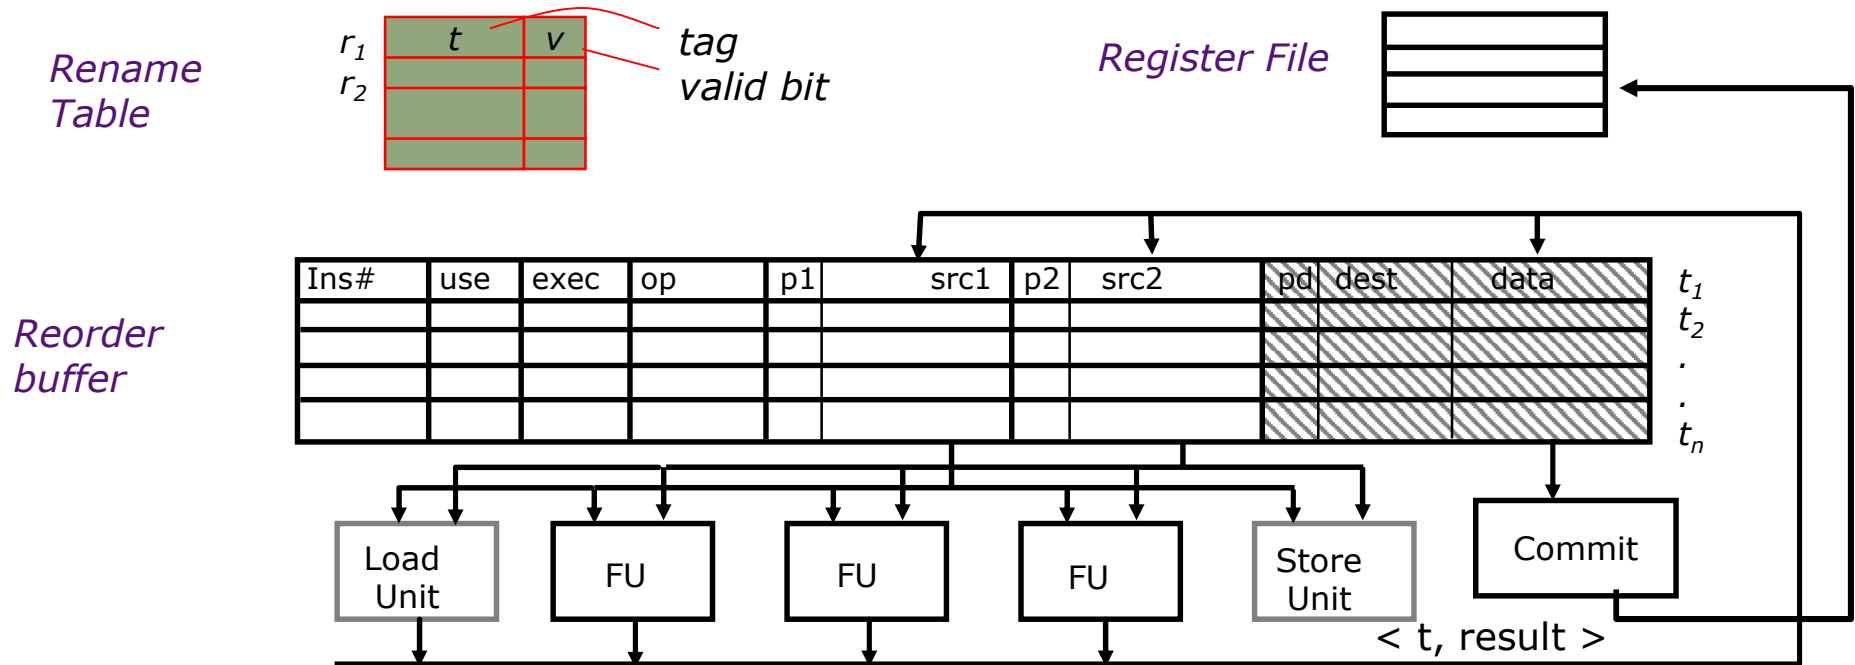 Rename
Table
r1
r2
t
v
tag
valid bit
Register File
Reorder
buffer
Ins#
use
exec
op
p1
src1
p2
src2
pd
dest
data
t1
t2
.
.
tn
Load
Unit
FU
FU
FU
Store
Unit
Commit
< t, result >